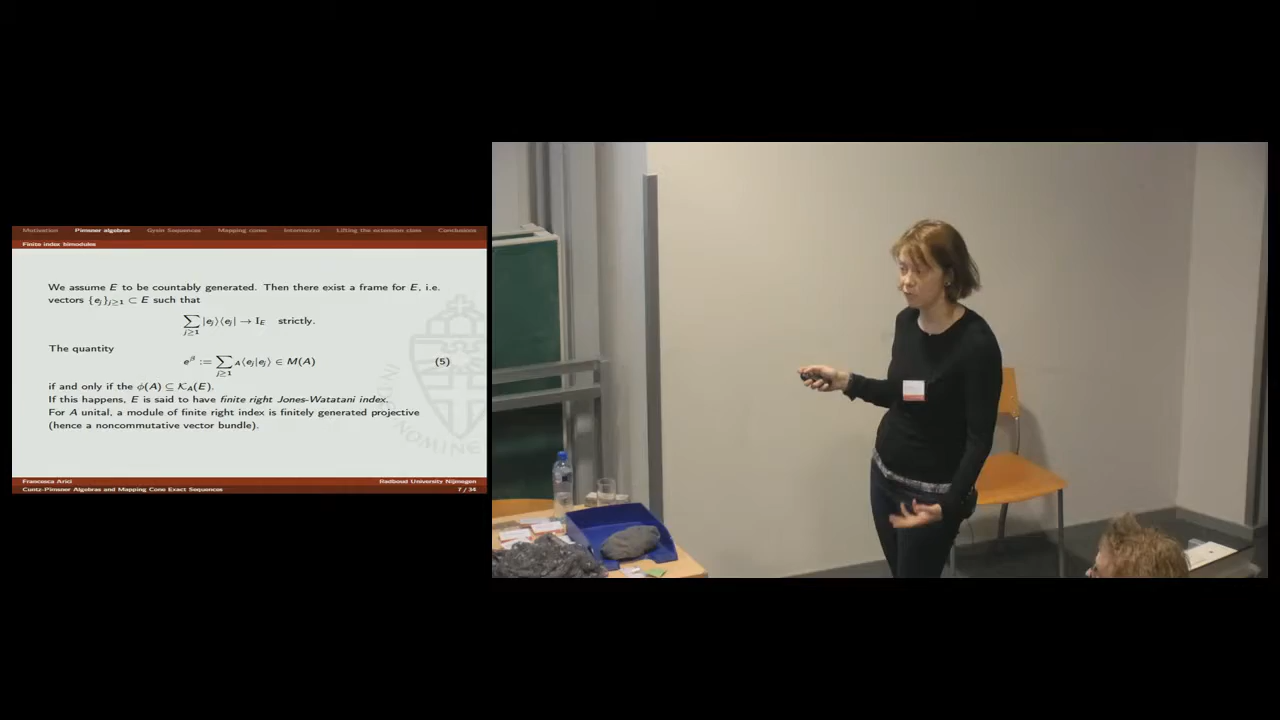 Motivation Pimsner algebras Gysin Sequences Mapping cones Intermezzo Lifting the extension class Conclusions
Finite index bimodules
We assume E to be countably generated. Then there exist a frame for E, i.e.
vectors {e_j}_{j≥1} ⊂ E such that
∑_{j≥1} |e_j⟩⟨e_j| → I_E strictly.
The quantity
e^β := ∑_{j≥1} _A⟨e_j|e_j⟩ ∈ M(A) (5)
if and only if the ϕ(A) ⊆ K_A(E).
If this happens, E is said to have finite right Jones-Watatani index.
For A unital, a module of finite right index is finitely generated projective
(hence a noncommutative vector bundle).
IN NOMINE
Francesca Arici Radboud University Nijmegen
Cuntz-Pimsner Algebras and Mapping Cone Exact Sequences 7 / 34